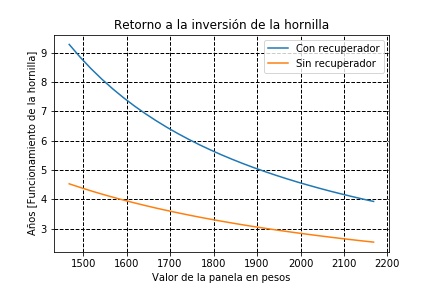 Retorno a la inversión de la hornilla
Años [Funcionamiento de la hornilla]
Con recuperador
Sin recuperador
9
8
7
6
5
4
3
1500 1600 1700 1800 1900 2000 2100 2200
Valor de la panela en pesos